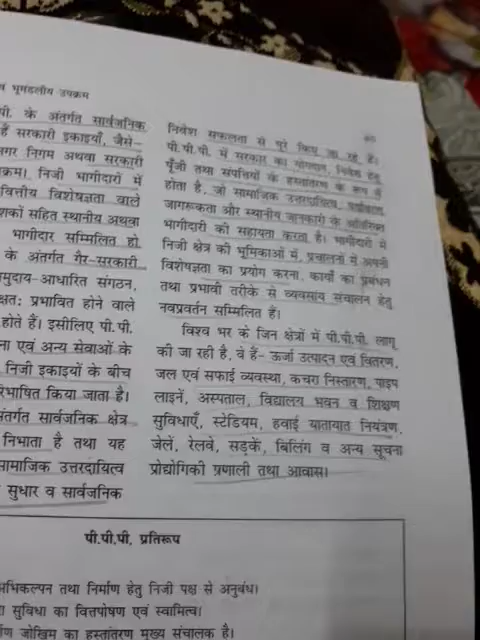 व भूमंडलीय उपक्रम
पी. के अंतर्गत सार्वजनिक
हैं सरकारी इकाइयाँ, जैसे–
नगर निगम अथवा सरकारी
क्रम। निजी भागीदारों में
वित्तीय विशेषज्ञता वाले
शकों सहित स्थानीय अथवा
भागीदार सम्मिलित हो
के अंतर्गत गैर-सरकारी
मुदाय-आधारित संगठन,
क्षत: प्रभावित होने वाले
होते हैं। इसीलिए पी.पी.
ना एवं अन्य सेवाओं के
निजी इकाइयों के बीच
रिभाषित किया जाता है।
अंतर्गत सार्वजनिक क्षेत्र
निभाता है तथा यह
सामाजिक उत्तरदायित्व
सुधार व सार्वजनिक
निवेश सफलता से पूरे किए जा रहे हैं।
पी.पी.पी. में सरकार का योगदान, निवेश हेतु
पूँजी तथा संपत्तियों के हस्तांतरण के रूप में
होता है, जो सामाजिक उत्तरदायित्व,
जागरूकता और स्थानीय जानकारी के अतिरिक्त
भागीदारी की सहायता करता है। भागीदारी में
निजी क्षेत्र की भूमिकाओं में, प्रचालनों में अपनी
विशेषज्ञता का प्रयोग करना, कार्यों का प्रबंधन
तथा प्रभावी तरीके से व्यवसाय संचालन हेतु
नवप्रवर्तन सम्मिलित हैं।
विश्व भर के जिन क्षेत्रों में पी.पी.पी. लागू
की जा रही है, वे हैं– ऊर्जा उत्पादन एवं वितरण,
जल एवं सफाई व्यवस्था, कचरा निस्तारण, पाइप
लाइनें, अस्पताल, विद्यालय भवन व शिक्षण
सुविधाएँ, स्टेडियम, हवाई यातायात नियंत्रण,
जेलें, रेलवे, सड़कें, बिलिंग व अन्य सूचना
प्रोद्योगिकी प्रणाली तथा आवास।
पी.पी.पी. प्रतिरूप
अभिकल्पन तथा निर्माण हेतु निजी पक्ष से अनुबंध।
सुविधा का वित्तपोषण एवं स्वामित्व।
जोखिम का हस्तांतरण मुख्य संचालक है।